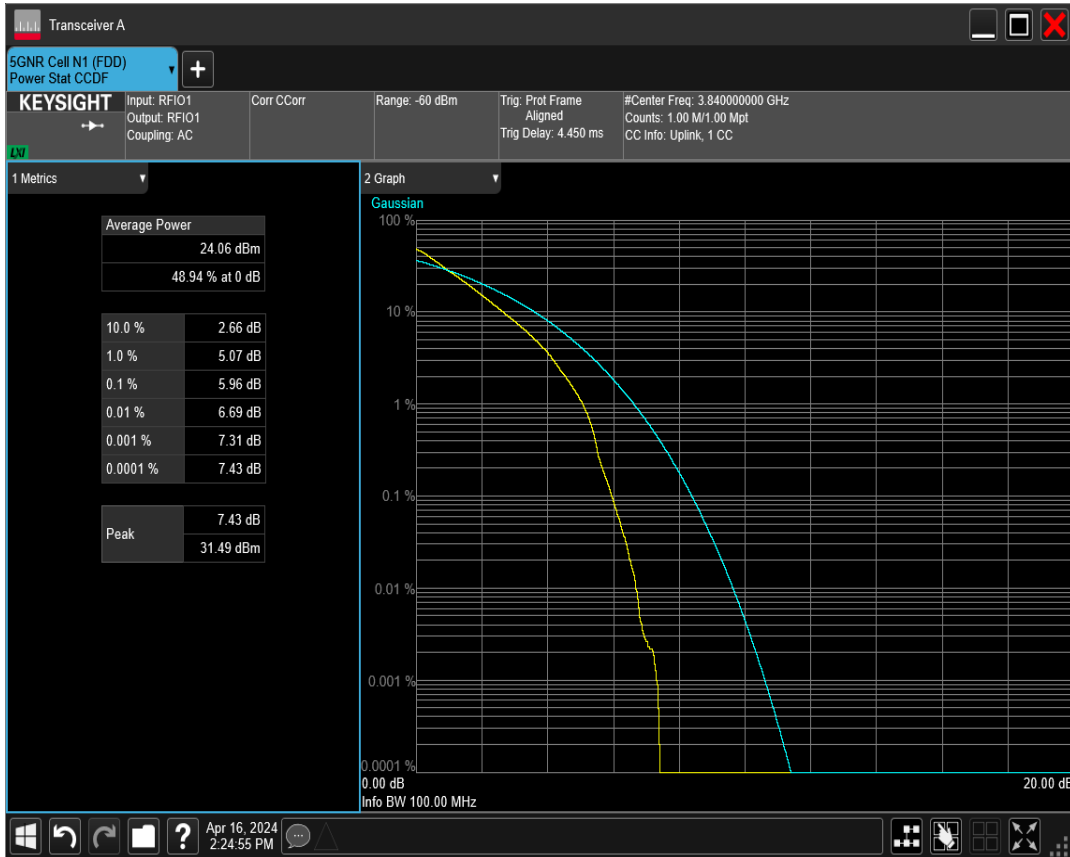 Transceiver A
5GNR Cell N1 (FDD)
Power Stat CCDF
+
KEYSIGHT
LXI
Input: RFIO1
Output: RFIO1
Coupling: AC
Corr CCorr
Range: -60 dBm
Trig: Prot Frame
Aligned
Trig Delay: 4.450 ms
#Center Freq: 3.840000000 GHz
Counts: 1.00 M/1.00 Mpt
CC Info: Uplink, 1 CC
1 Metrics
Average Power
24.06 dBm
48.94 % at 0 dB
10.0 % 2.66 dB
1.0 % 5.07 dB
0.1 % 5.96 dB
0.01 % 6.69 dB
0.001 % 7.31 dB
0.0001 % 7.43 dB
Peak
7.43 dB
31.49 dBm
2 Graph
Gaussian
100 %
10 %
1 %
0.1 %
0.01 %
0.001 %
0.0001 %
0.00 dB
20.00 dB
Info BW 100.00 MHz
?
Apr 16, 2024
2:24:55 PM